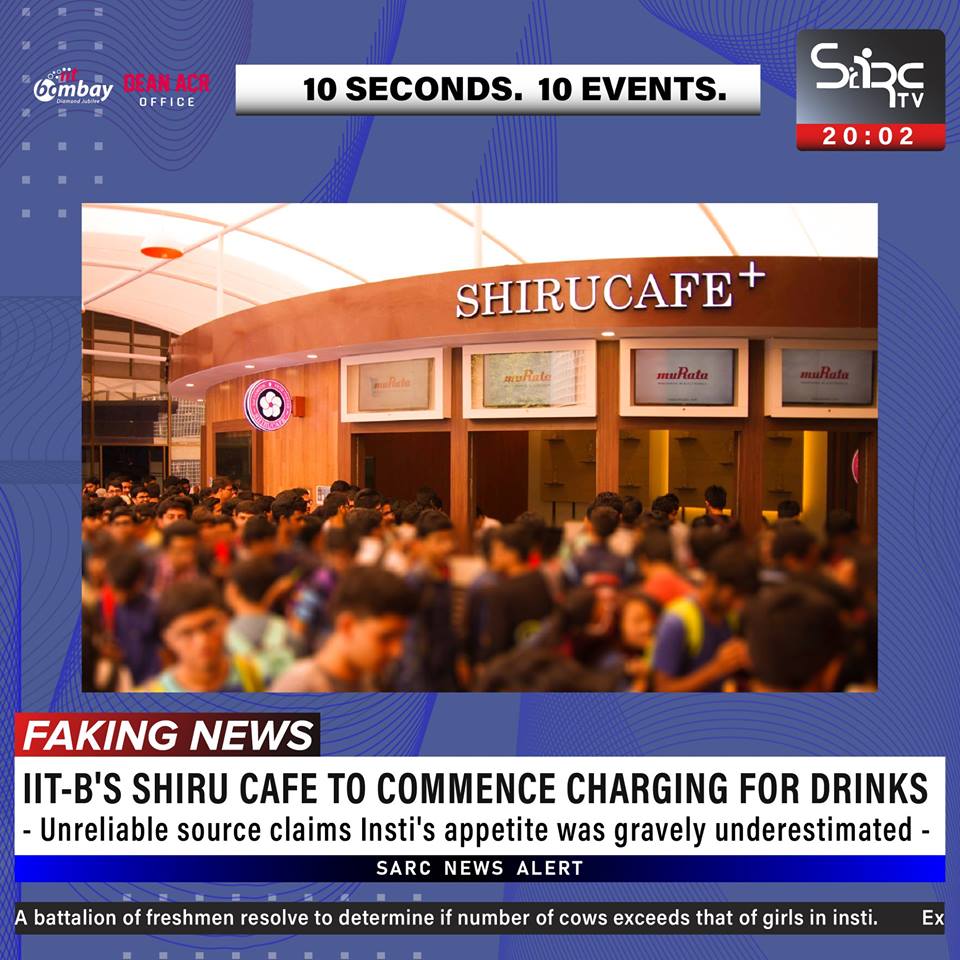 iit
bombay
Diamond Jubilee
DEAN ACR
OFFICE
10 SECONDS. 10 EVENTS.
SARC
TV
20:02
SHIRUCAFE+
muRata
muRata
muRata
muRata
FAKING NEWS
IIT-B'S SHIRU CAFE TO COMMENCE CHARGING FOR DRINKS
- Unreliable source claims Insti's appetite was gravely underestimated -
SARC NEWS ALERT
A battalion of freshmen resolve to determine if number of cows exceeds that of girls in insti. Ex